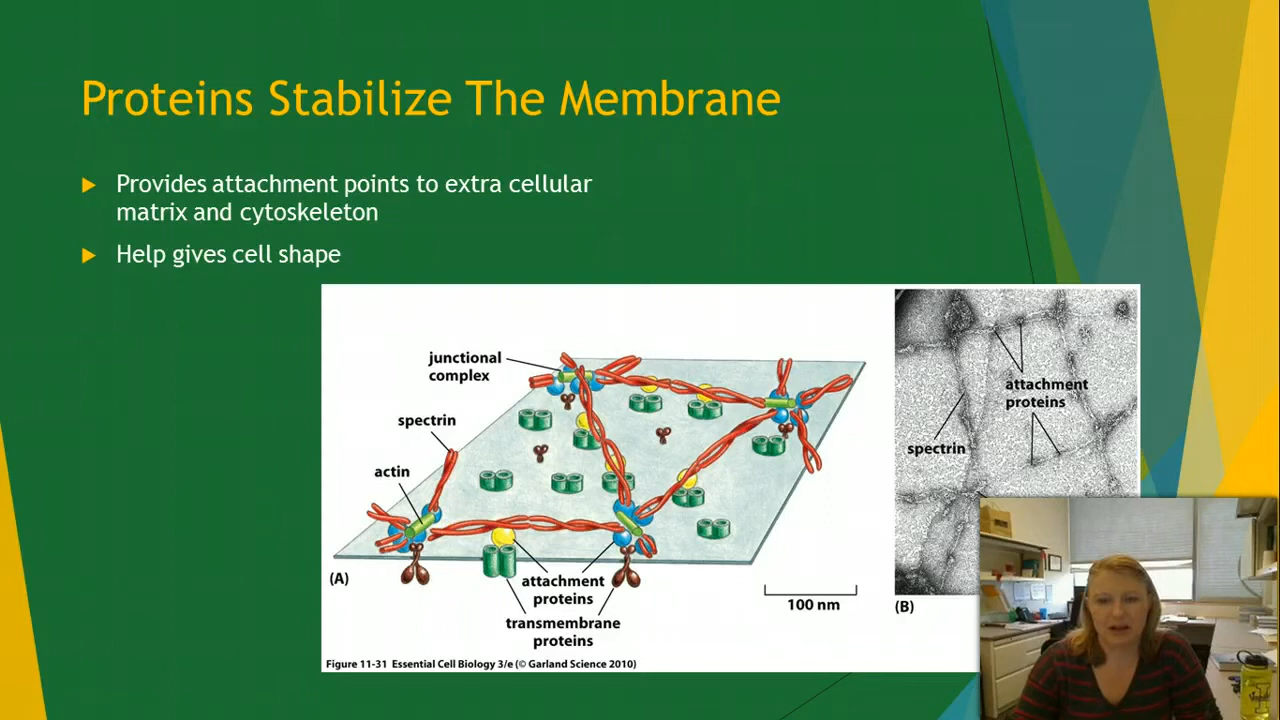 Proteins Stabilize The Membrane
Provides attachment points to extra cellular
matrix and cytoskeleton
Help gives cell shape
junctional
complex
spectrin
actin
attachment
proteins
transmembrane
proteins
(A)
100 nm
attachment
proteins
spectrin
(B)
Figure 11-31 Essential Cell Biology 3/e (© Garland Science 2010)